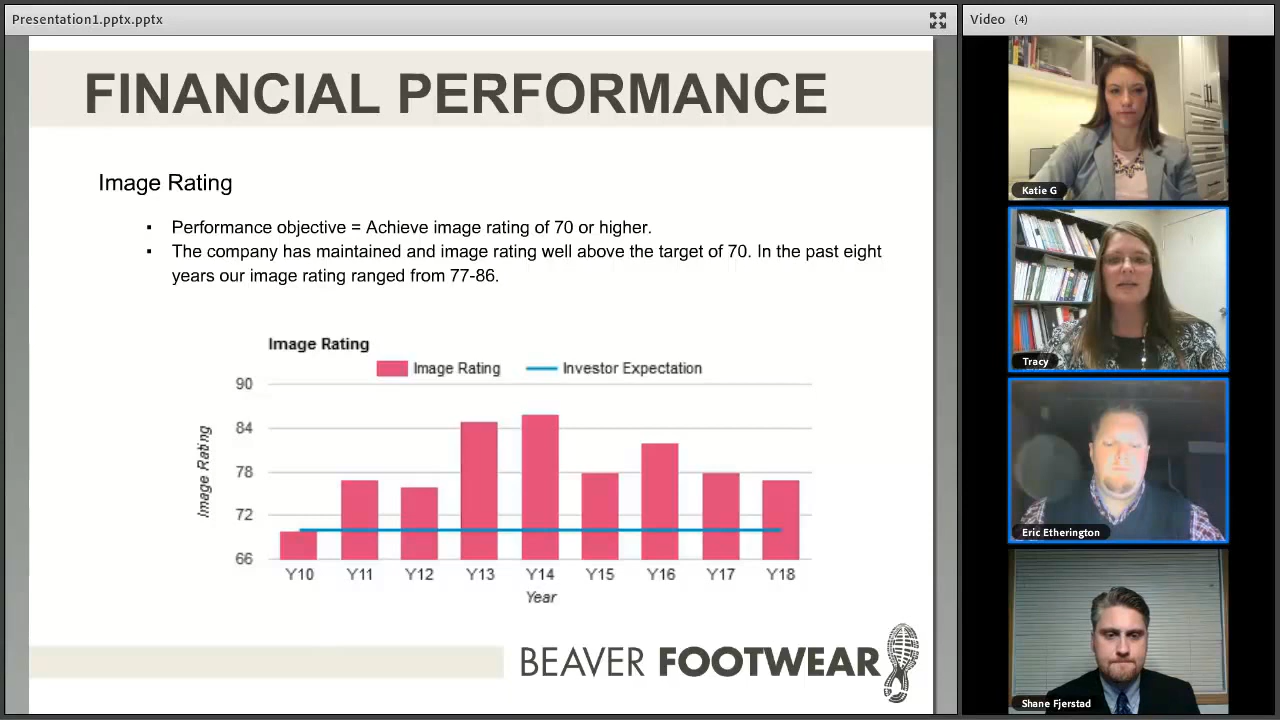 Presentation1.pptx.pptx
Video (4)
FINANCIAL PERFORMANCE
Image Rating
▪ Performance objective = Achieve image rating of 70 or higher.
▪ The company has maintained and image rating well above the target of 70. In the past eight
years our image rating ranged from 77-86.
Image Rating
Image Rating Investor Expectation
90
84
78
72
66
Image Rating
Y10 Y11 Y12 Y13 Y14 Y15 Y16 Y17 Y18
Year
BEAVER FOOTWEAR
Katie G
Tracy
Eric Etherington
Shane Fjerstad